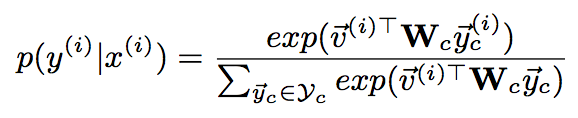 p(y^{(i)}|x^{(i)}) = \frac{exp(\vec{v}^{(i)\top} \mathbf{W}_c \vec{y}_c^{(i)})}{\sum_{\vec{y}_c \in \mathcal{Y}_c} exp(\vec{v}^{(i)\top} \mathbf{W}_c \vec{y}_c)}